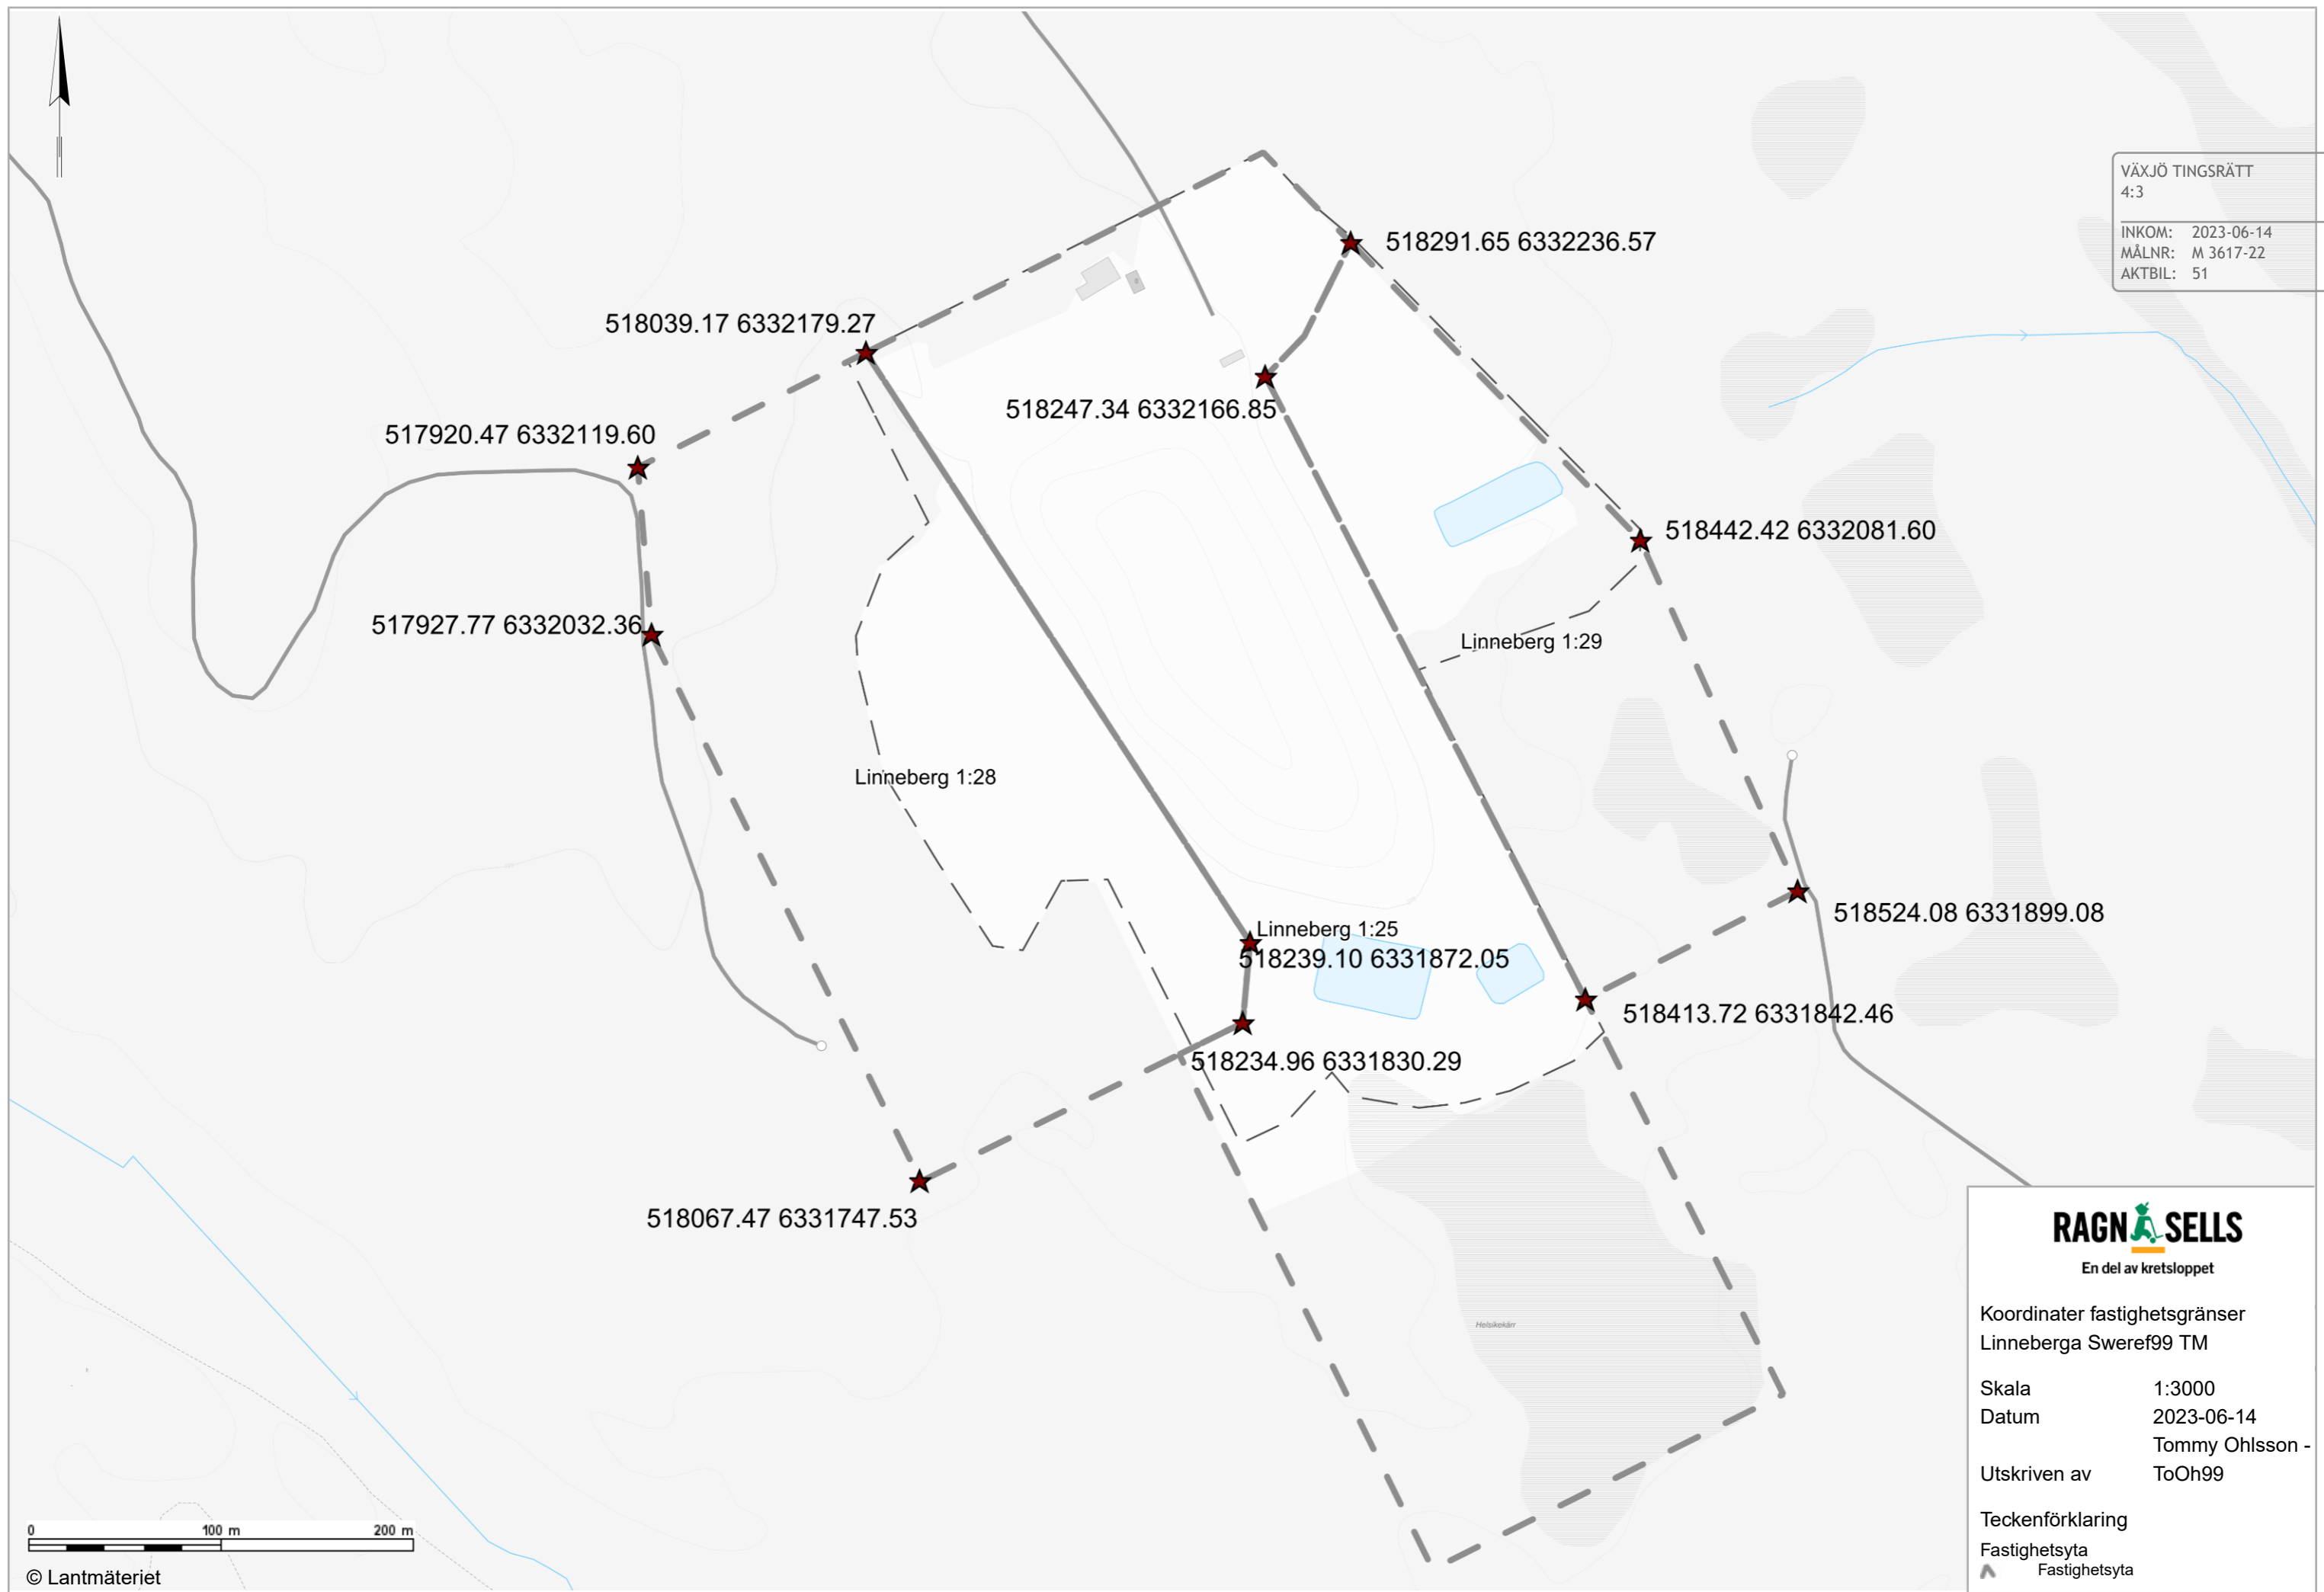 VÄXJÖ TINGSRÄTT
4:3
INKOM: 2023-06-14
MÅLNR: M 3617-22
AKTBIL: 51
518291.65 6332236.57
518039.17 6332179.27
518247.34 6332166.85
517920.47 6332119.60
518442.42 6332081.60
517927.77 6332032.36
Linneberg 1:29
Linneberg 1:28
518524.08 6331899.08
Linneberg 1:25
518239.10 6331872.05
518413.72 6331842.46
518234.96 6331830.29
518067.47 6331747.53
Helsikekärr
RAGN SELLS
En del av kretsloppet
Koordinater fastighetsgränser
Linneberga Sweref99 TM
Skala 1:3000
Datum 2023-06-14
Tommy Ohlsson -
Utskriven av ToOh99
Teckenförklaring
Fastighetsyta
Fastighetsyta
0 100 m 200 m
© Lantmäteriet